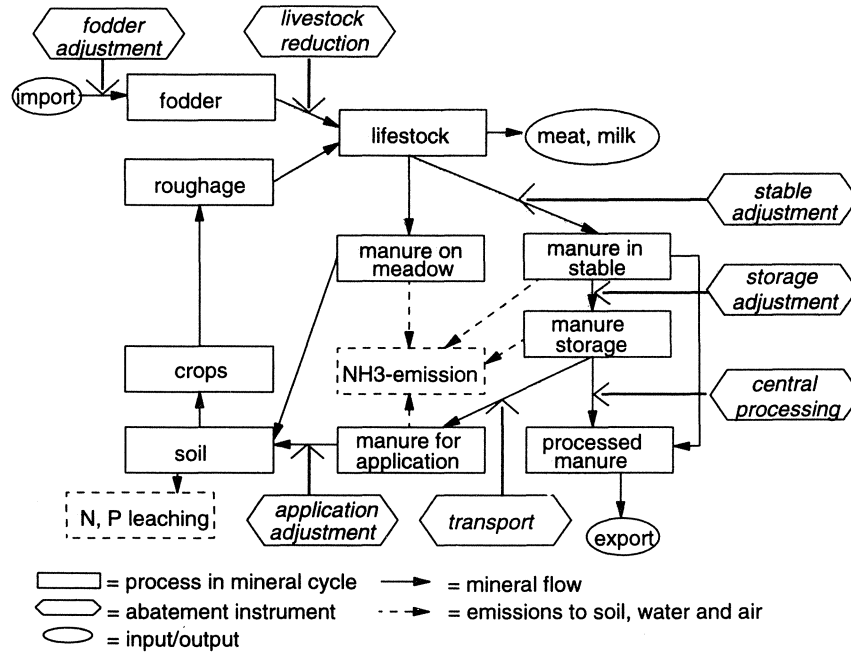 fodder
adjustment
livestock
reduction
import
fodder
lifestock
meat, milk
roughage
stable
adjustment
manure on
meadow
manure in
stable
storage
adjustment
manure
storage
crops
NH3-emission
central
processing
soil
manure for
application
processed
manure
N, P leaching
application
adjustment
transport
export
= process in mineral cycle
= mineral flow
= abatement instrument
= emissions to soil, water and air
= input/output